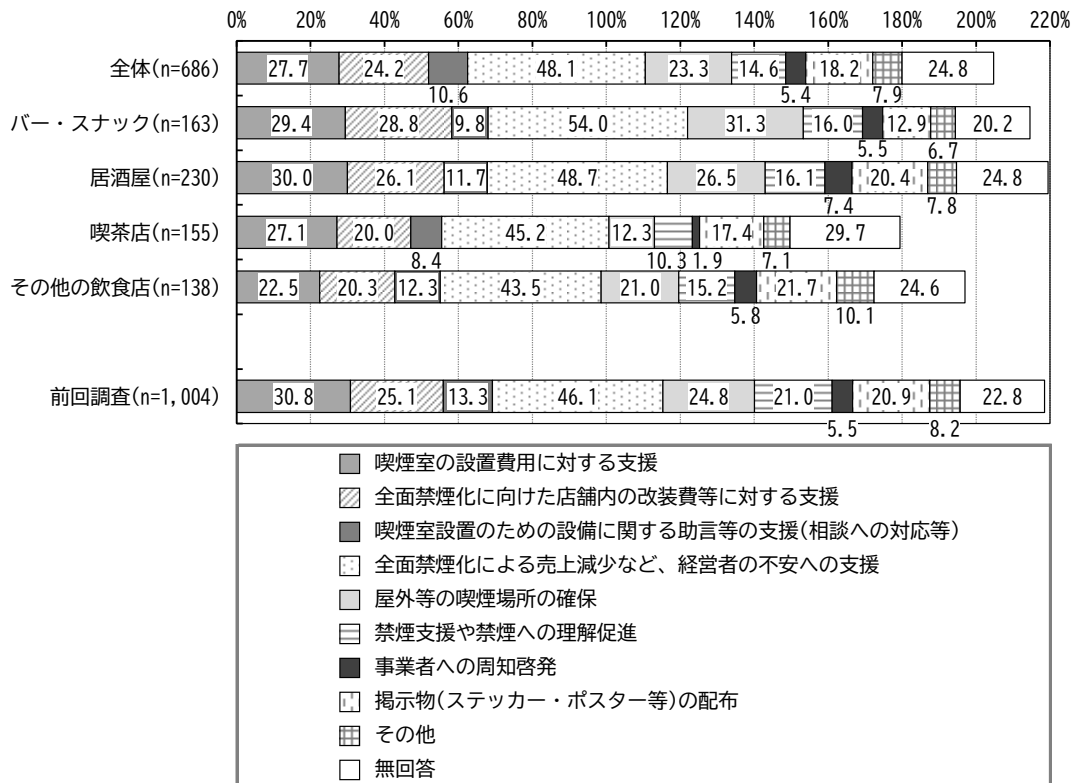 0% 20% 40% 60% 80% 100% 120% 140% 160% 180% 200% 220%
全体(n=686) 27.7 24.2 10.6 48.1 23.3 14.6 5.4 18.2 7.9 24.8
バー・スナック(n=163) 29.4 28.8 9.8 54.0 31.3 16.0 5.5 12.9 6.7 20.2
居酒屋(n=230) 30.0 26.1 11.7 48.7 26.5 16.1 7.4 20.4 7.8 24.8
喫茶店(n=155) 27.1 20.0 8.4 45.2 12.3 10.3 1.9 17.4 7.1 29.7
その他の飲食店(n=138) 22.5 20.3 12.3 43.5 21.0 15.2 5.8 21.7 10.1 24.6
前回調査(n=1,004) 30.8 25.1 13.3 46.1 24.8 21.0 5.5 20.9 8.2 22.8
喫煙室の設置費用に対する支援
全面禁煙化に向けた店舗内の改装費等に対する支援
喫煙室設置のための設備に関する助言等の支援(相談への対応等)
全面禁煙化による売上減少など、経営者の不安への支援
屋外等の喫煙場所の確保
禁煙支援や禁煙への理解促進
事業者への周知啓発
掲示物(ステッカー・ポスター等)の配布
その他
無回答